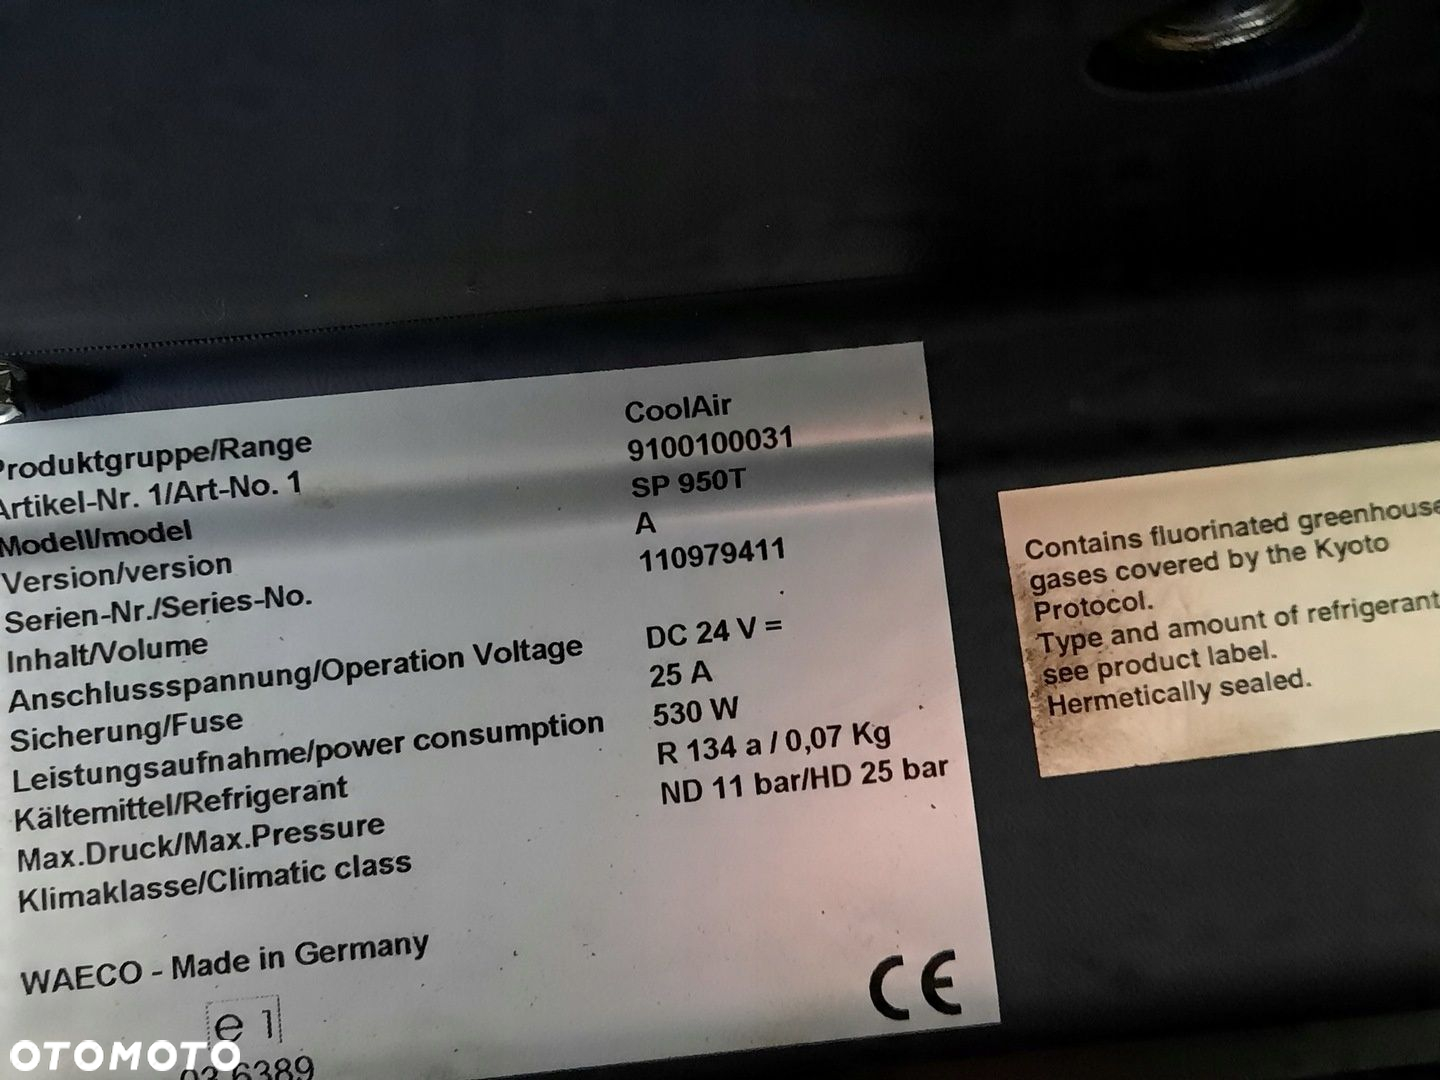 Produktgruppe/Range CoolAir
Artikel-Nr. 1/Art-No. 1 9100100031
Modell/model SP 950T
Version/version A
Serien-Nr./Series-No. 110979411
Inhalt/Volume
Anschlussspannung/Operation Voltage DC 24 V =
Sicherung/Fuse 25 A
Leistungsaufnahme/power consumption 530 W
Kältemittel/Refrigerant R 134 a / 0,07 Kg
Max.Druck/Max.Pressure ND 11 bar/HD 25 bar
Klimaklasse/Climatic class
WAECO - Made in Germany
e 1
03 6389
CE
Contains fluorinated greenhouse
gases covered by the Kyoto
Protocol.
Type and amount of refrigerant
see product label.
Hermetically sealed.
OTOMOTO